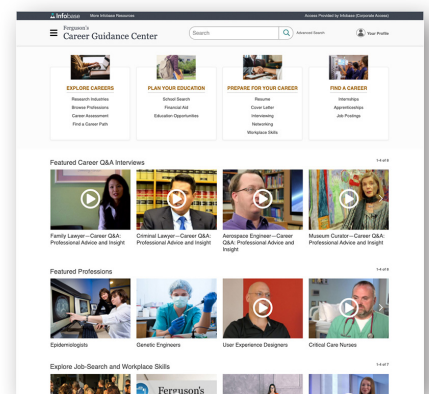 Infobase
More Infobase Resources
Access Provided by Infobase (Corporate Access)
Ferguson's
Career Guidance Center
Search
Advanced Search
Your Profile
EXPLORE CAREERS
Research Industries
Browse Professions
Career Assessment
Find a Career Path
PLAN YOUR EDUCATION
School Search
Financial Aid
Education Opportunities
PREPARE FOR YOUR CAREER
Resume
Cover Letter
Interviewing
Networking
Workplace Skills
FIND A CAREER
Internships
Apprenticeships
Job Postings
Featured Career Q&A Interviews
1-4 of 6
Family Lawyer—Career Q&A:
Professional Advice and Insight
Criminal Lawyer—Career Q&A:
Professional Advice and Insight
Aerospace Engineer—Career
Q&A: Professional Advice and
Insight
Museum Curator—Career Q&A:
Professional Advice and Insight
Featured Professions
1-4 of 8
Epidemiologists
Genetic Engineers
User Experience Designers
Critical Care Nurses
Explore Job-Search and Workplace Skills
1-4 of 7
Ferguson's